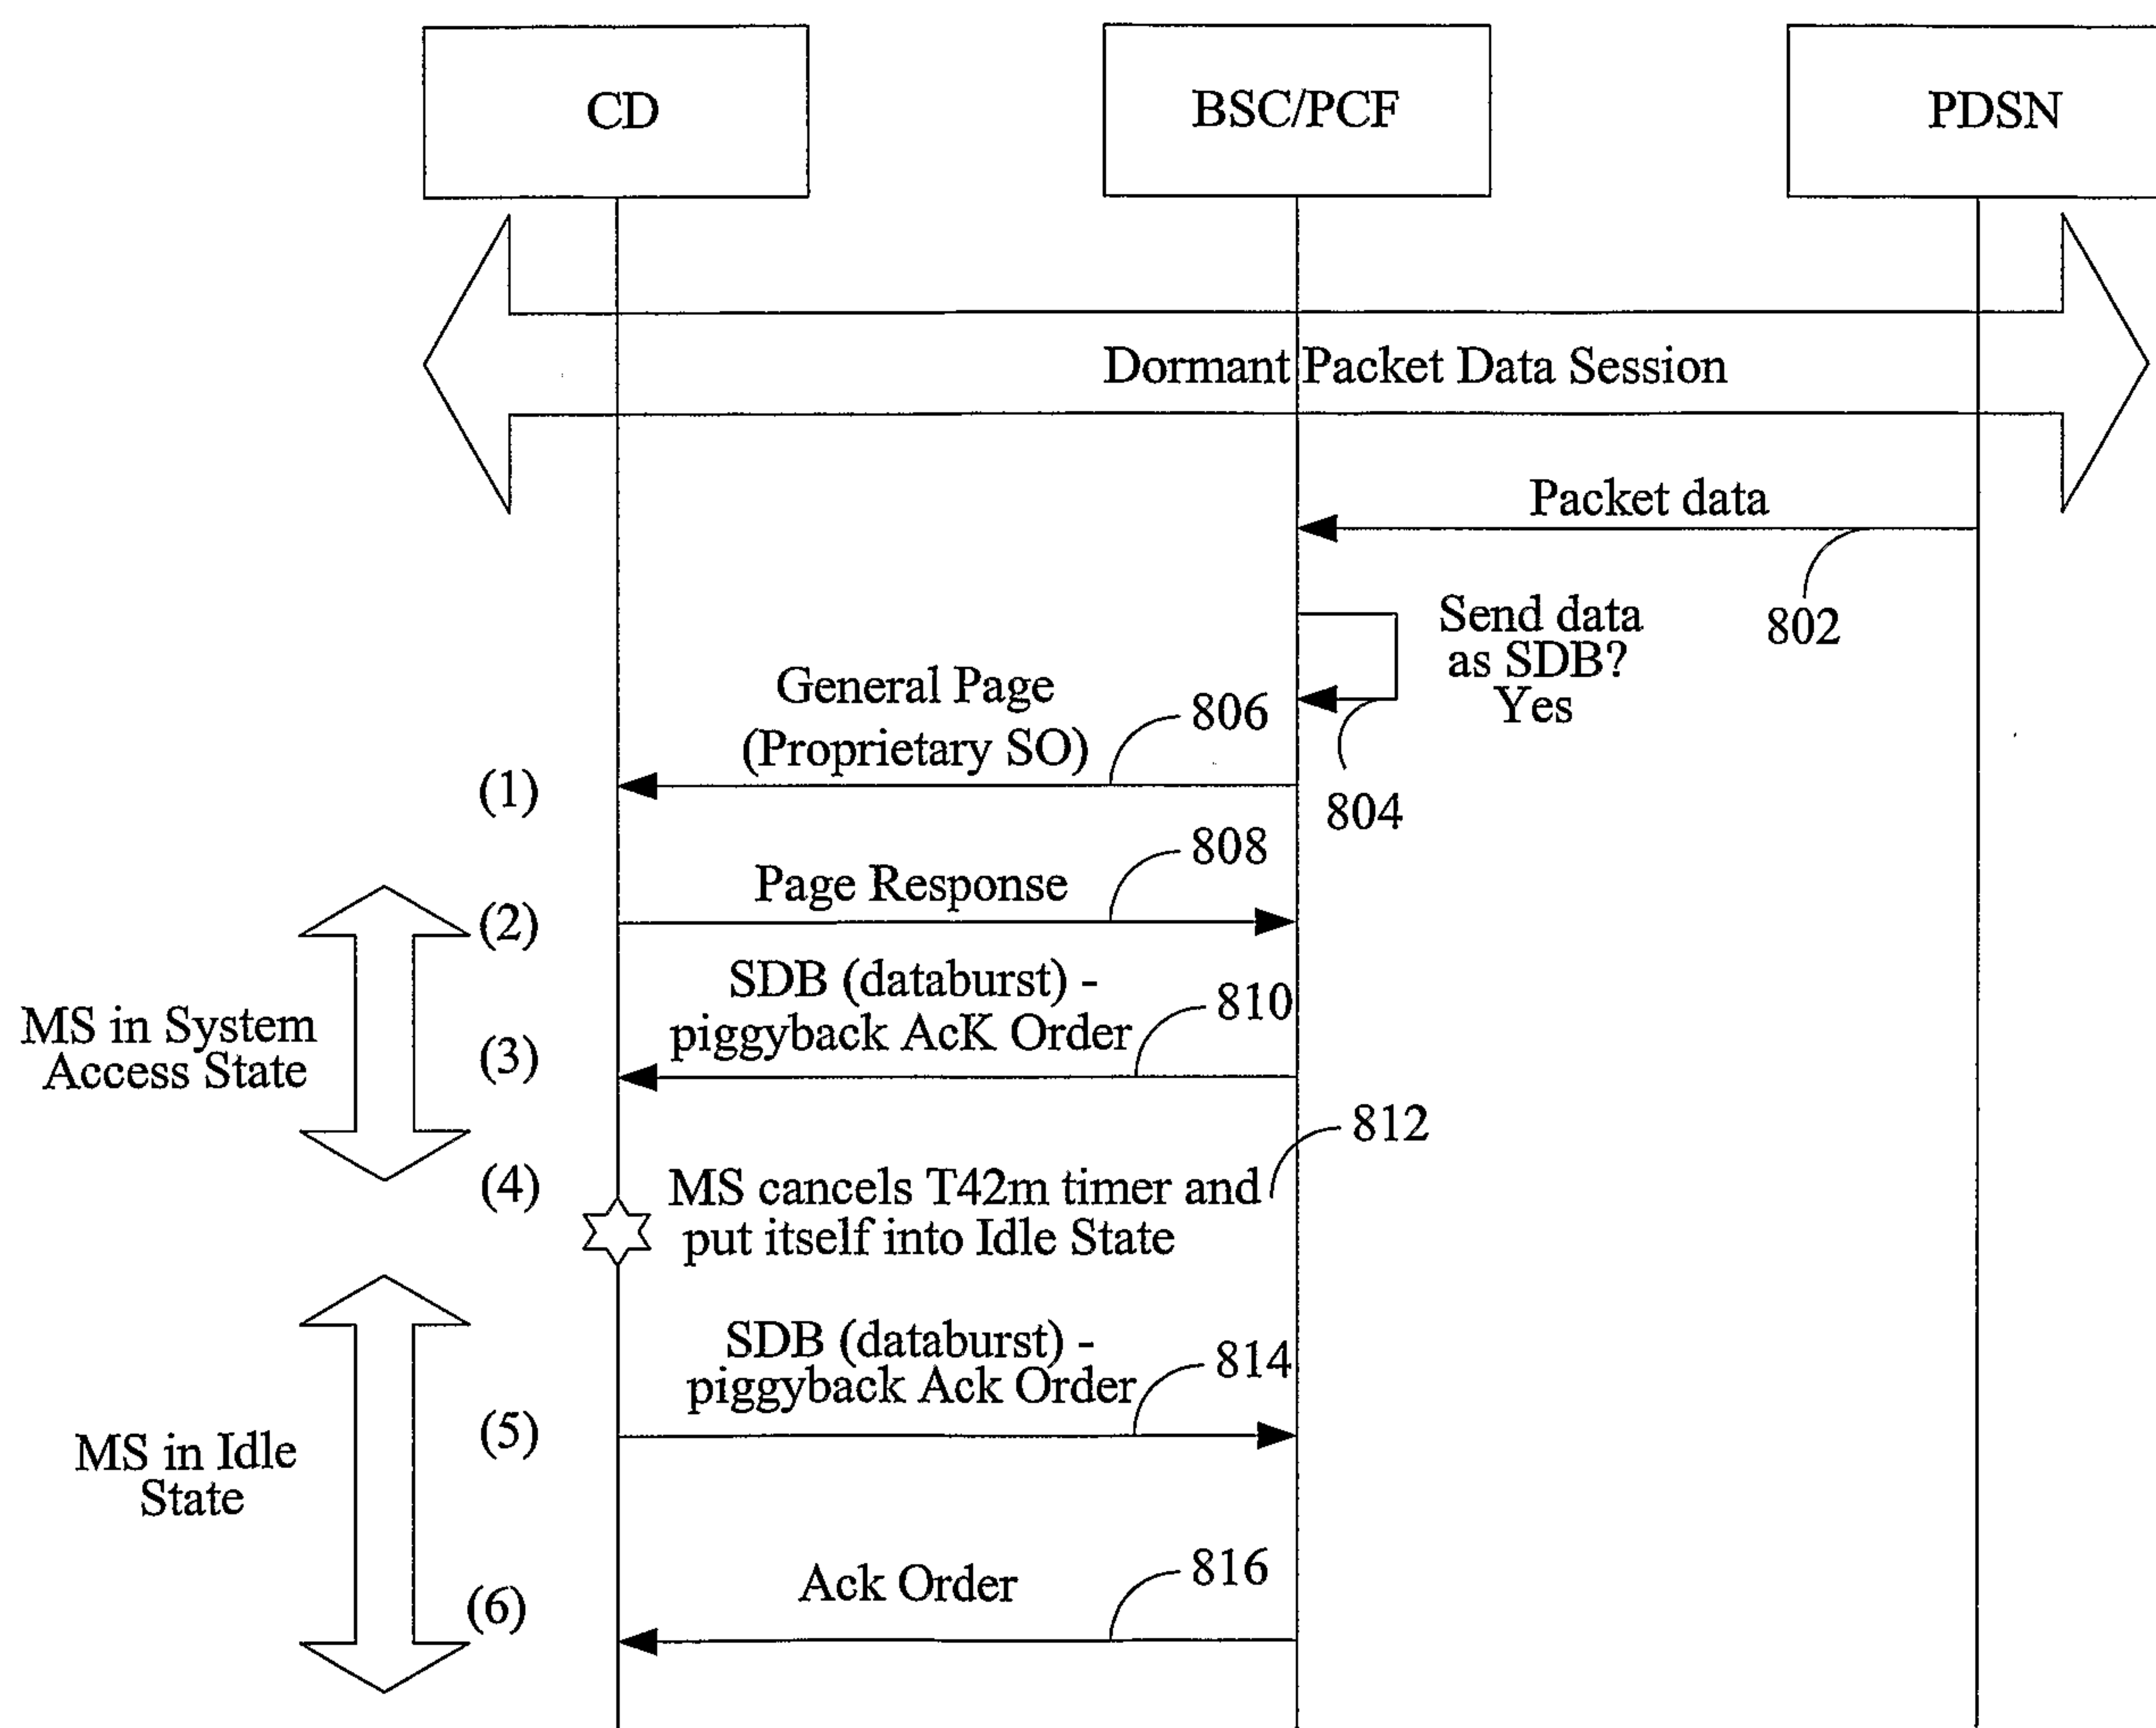 CD
BSC/PCF
PDSN
Dormant Packet Data Session
Packet data
802
Send data
as SDB?
Yes
804
General Page
(Proprietary SO)
806
(1)
808
Page Response
(2)
SDB (databurst) -
piggyback AcK Order
810
(3)
MS in System
Access State
812
(4)
MS cancels T42m timer and
put itself into Idle State
SDB (databurst) -
piggyback Ack Order
814
(5)
MS in Idle
State
816
Ack Order
(6)